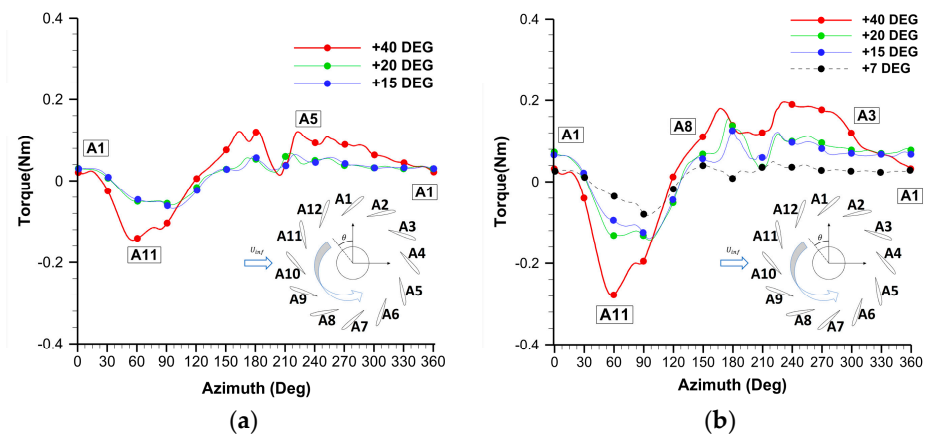 0.4
0.2
0
-0.2
-0.4
Torque(Nm)
+40 DEG
+20 DEG
+15 DEG
A1
A11
A5
A1
A12
A1
A2
A11
A3
A10
A4
A9
A5
A8
A7
A6
θ
U inf
0 30 60 90 120 150 180 210 240 270 300 330 360
Azimuth (Deg)
(a)
0.4
0.2
0
-0.2
-0.4
Torque(Nm)
+40 DEG
+20 DEG
+15 DEG
+7 DEG
A1
A8
A3
A11
A1
A12
A1
A2
A11
A3
A10
A4
A9
A5
A8
A7
A6
θ
U inf
0 30 60 90 120 150 180 210 240 270 300 330 360
Azimuth (Deg)
(b)